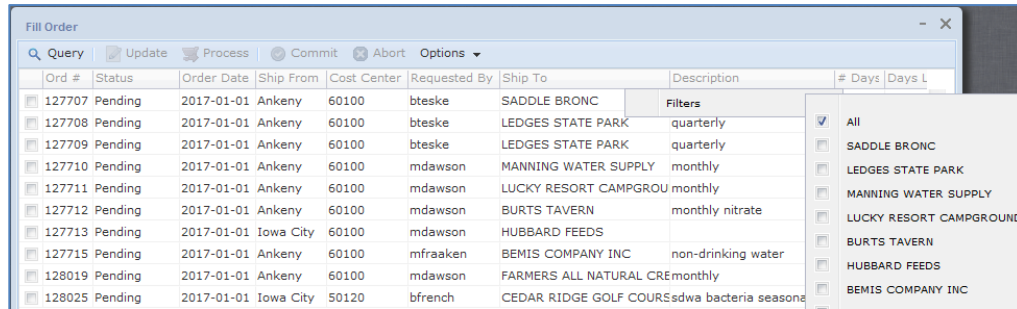 Fill Order
Query Update Process Commit Abort Options
Ord # Status Order Date Ship From Cost Center Requested By Ship To Description # Days Days L
127707 Pending 2017-01-01 Ankeny 60100 bteske SADDLE BRONC Filters
127708 Pending 2017-01-01 Ankeny 60100 bteske LEDGES STATE PARK quarterly All
127709 Pending 2017-01-01 Ankeny 60100 bteske LEDGES STATE PARK quarterly SADDLE BRONC
127710 Pending 2017-01-01 Ankeny 60100 mdawson MANNING WATER SUPPLY monthly LEDGES STATE PARK
127711 Pending 2017-01-01 Ankeny 60100 mdawson LUCKY RESORT CAMPGROU monthly MANNING WATER SUPPLY
127712 Pending 2017-01-01 Ankeny 60100 mdawson BURTS TAVERN monthly nitrate LUCKY RESORT CAMPGROUND
127713 Pending 2017-01-01 Iowa City 60100 mdawson HUBBARD FEEDS BURTS TAVERN
127715 Pending 2017-01-01 Iowa City 60100 mfraaken BEMIS COMPANY INC non-drinking water HUBBARD FEEDS
128019 Pending 2017-01-01 Ankeny 60100 mdawson FARMERS ALL NATURAL CRE monthly BEMIS COMPANY INC
128025 Pending 2017-01-01 Iowa City 50120 bfrench CEDAR RIDGE GOLF COURS sdwa bacteria seasona